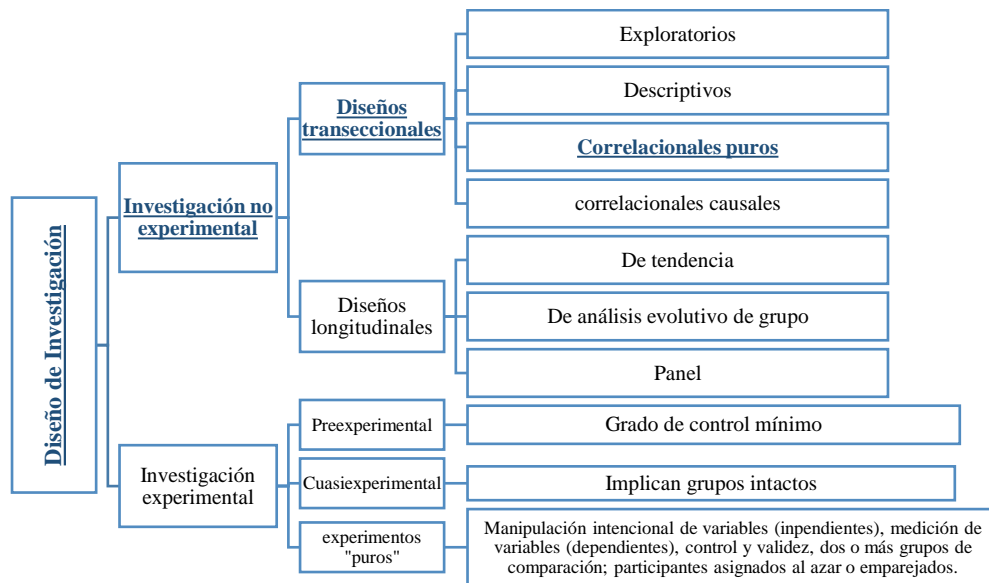 Diseño de Investigación
Investigación no
experimental
Diseños
transeccionales
Exploratorios
Descriptivos
Correlacionales puros
correlacionales causales
Diseños
longitudinales
De tendencia
De análisis evolutivo de grupo
Panel
Investigación
experimental
Preexperimental
Grado de control mínimo
Cuasiexperimental
Implican grupos intactos
experimentos
"puros"
Manipulación intencional de variables (inpendientes), medición de
variables (dependientes), control y validez, dos o más grupos de
comparación; participantes asignados al azar o emparejados.